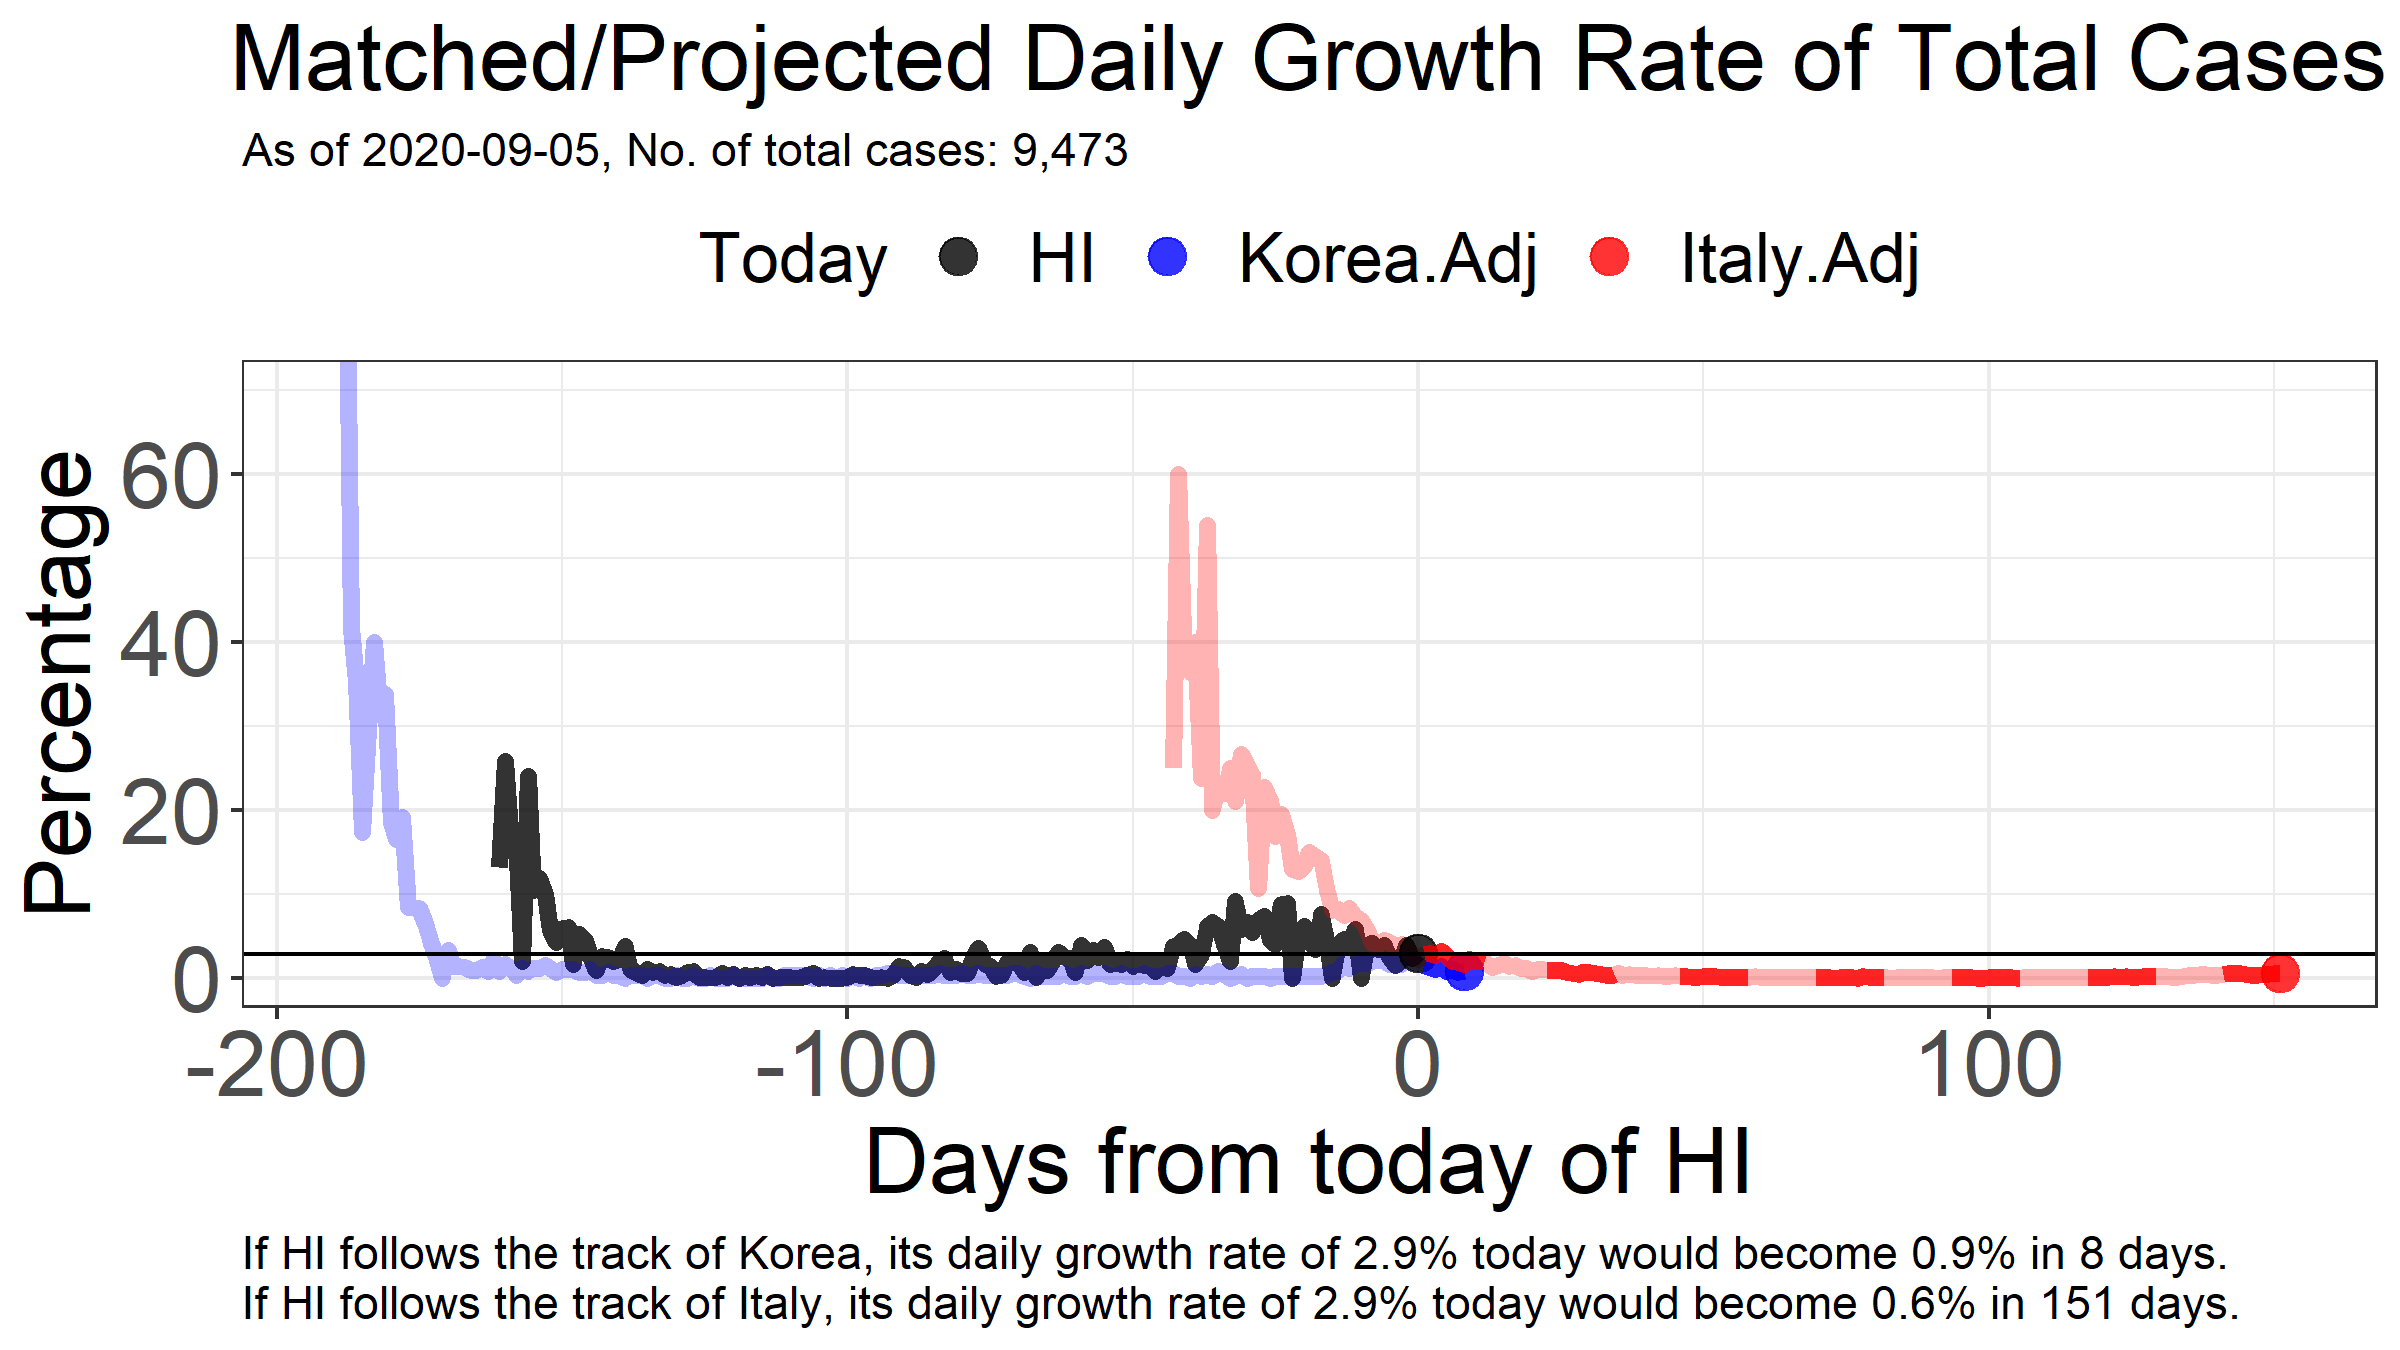 Matched/Projected Daily Growth Rate of Total Cases
As of 2020-09-05, No. of total cases: 9,473
Today HI Korea.Adj Italy.Adj
Percentage
60
40
20
0
-200 -100 0 100
Days from today of HI
If HI follows the track of Korea, its daily growth rate of 2.9% today would become 0.9% in 8 days.
If HI follows the track of Italy, its daily growth rate of 2.9% today would become 0.6% in 151 days.